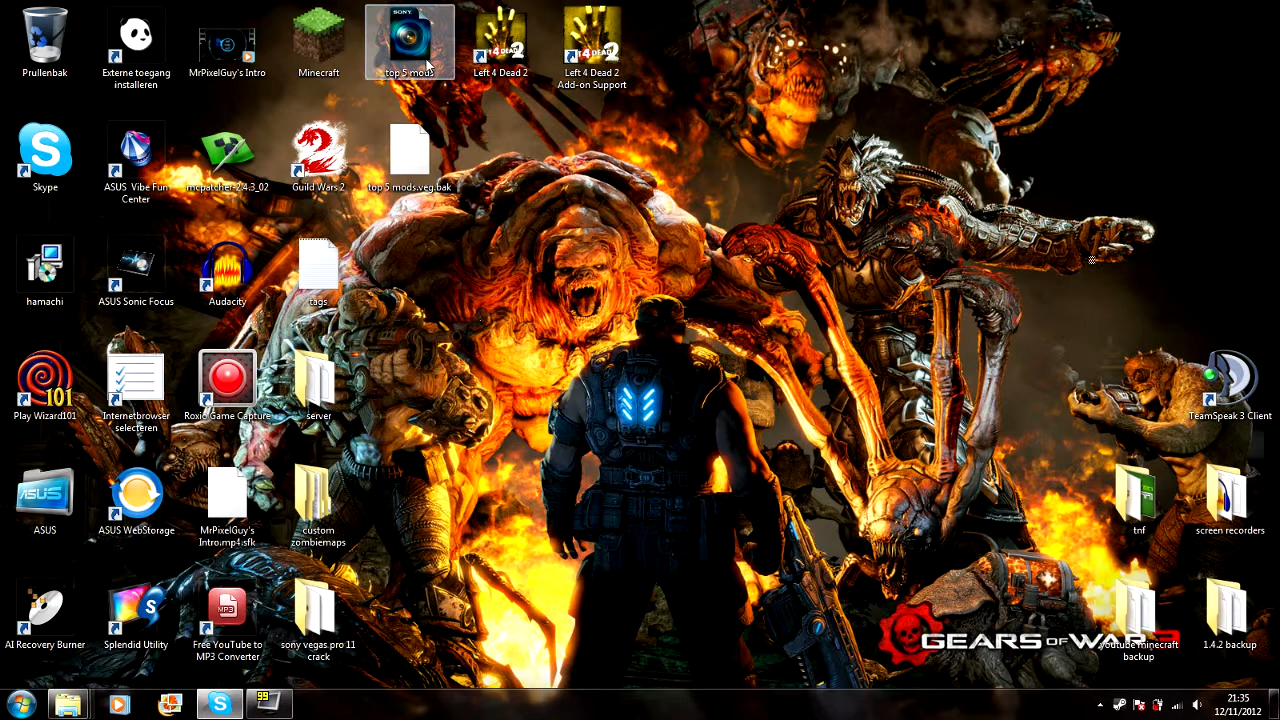 Prullenbak
Externe toegang
installeren
MrPixelGuy's Intro
Minecraft
SONY
top 5 mods
Left 4 Dead 2
Left 4 Dead 2
Add-on Support
Skype
ASUS Vibe Fun
Center
mcpatcher-2.4.3_02
Guild Wars 2
top 5 mods.veg.bak
hamachi
ASUS Sonic Focus
Audacity
tags
101
Play Wizard101
Internetbrowser
selecteren
Roxio Game Capture
server
TeamSpeak 3 Client
ASUS
ASUS
ASUS WebStorage
MrPixelGuy's
Intro.mp4.sfk
custom
zombiemaps
tnf
screen recorders
AI Recovery Burner
Splendid Utility
MP3
Free YouTube to
MP3 Converter
sony vegas pro 11
crack
GEARS OF WAR 3
youtube minecraft
backup
1.4.2 backup
99
21:35
12/11/2012